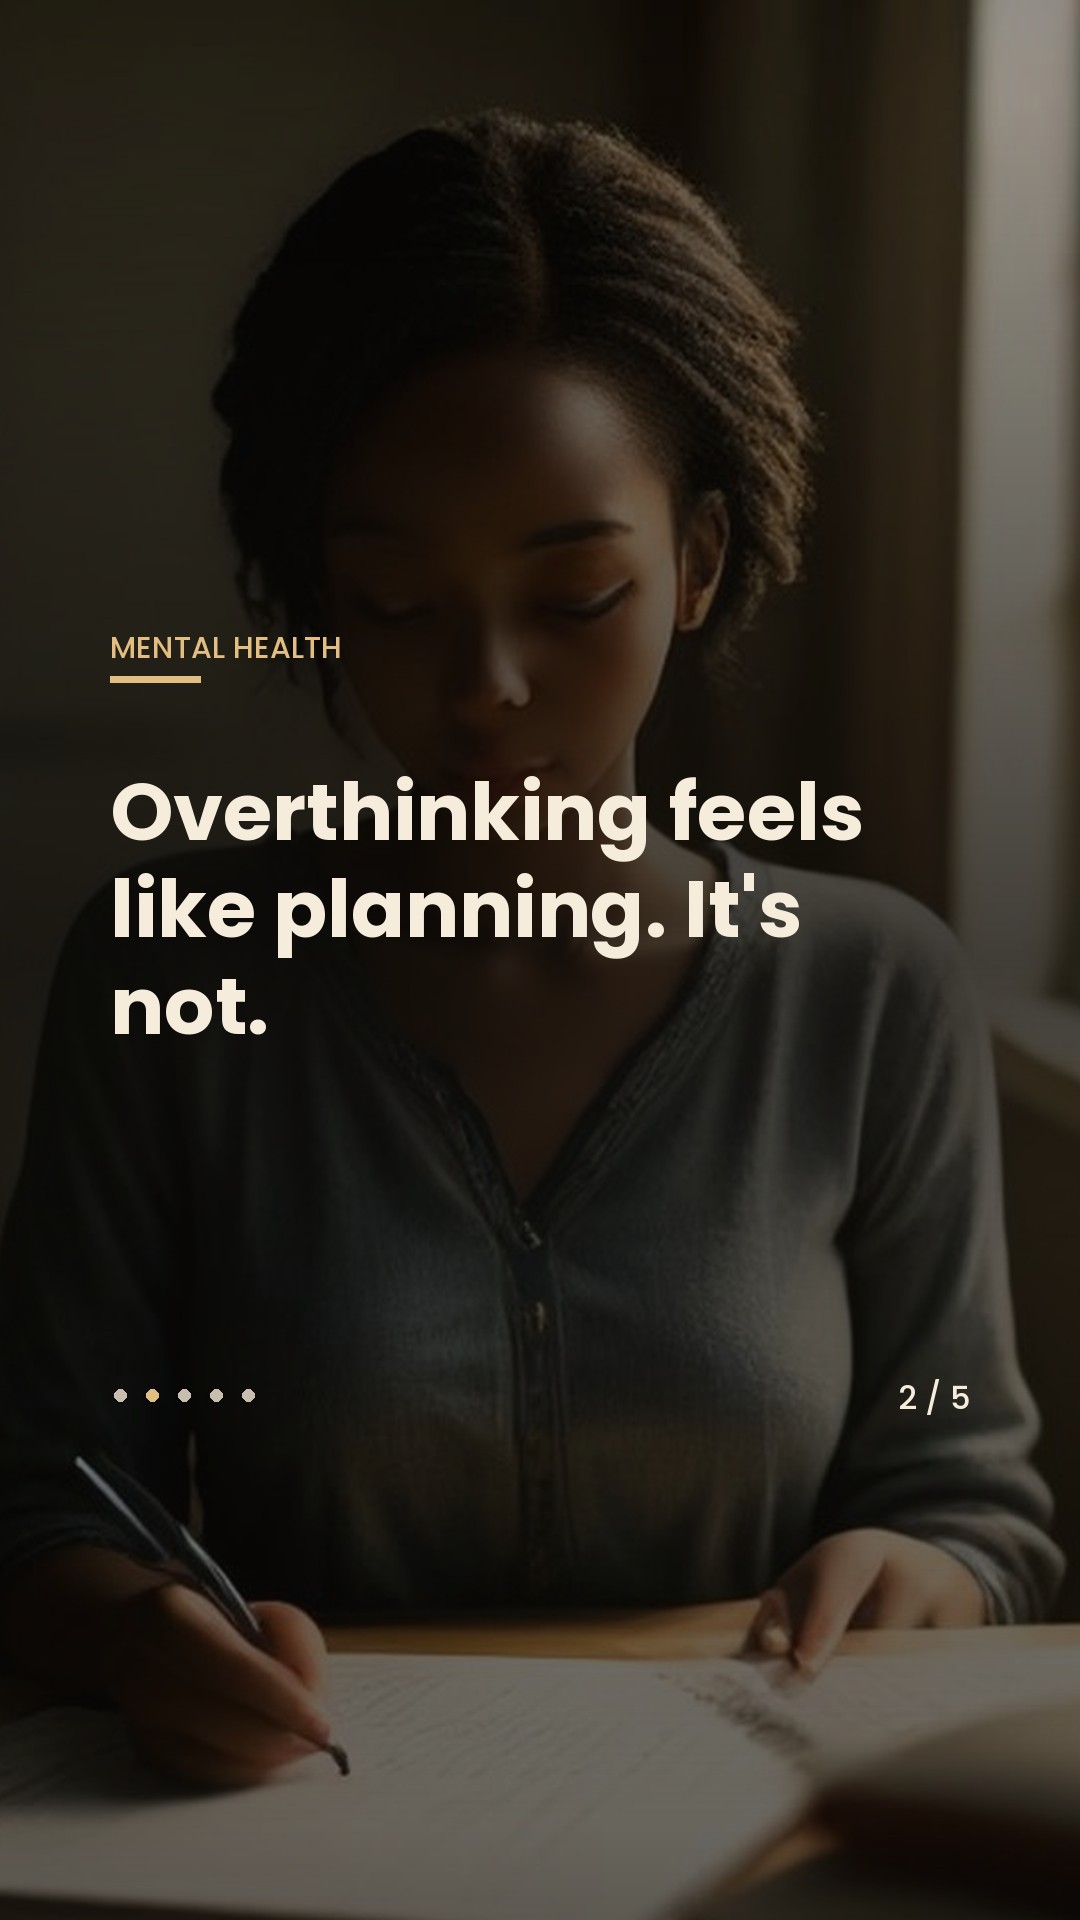 MENTAL HEALTH
Overthinking feels
like planning. It's
not.
2 / 5